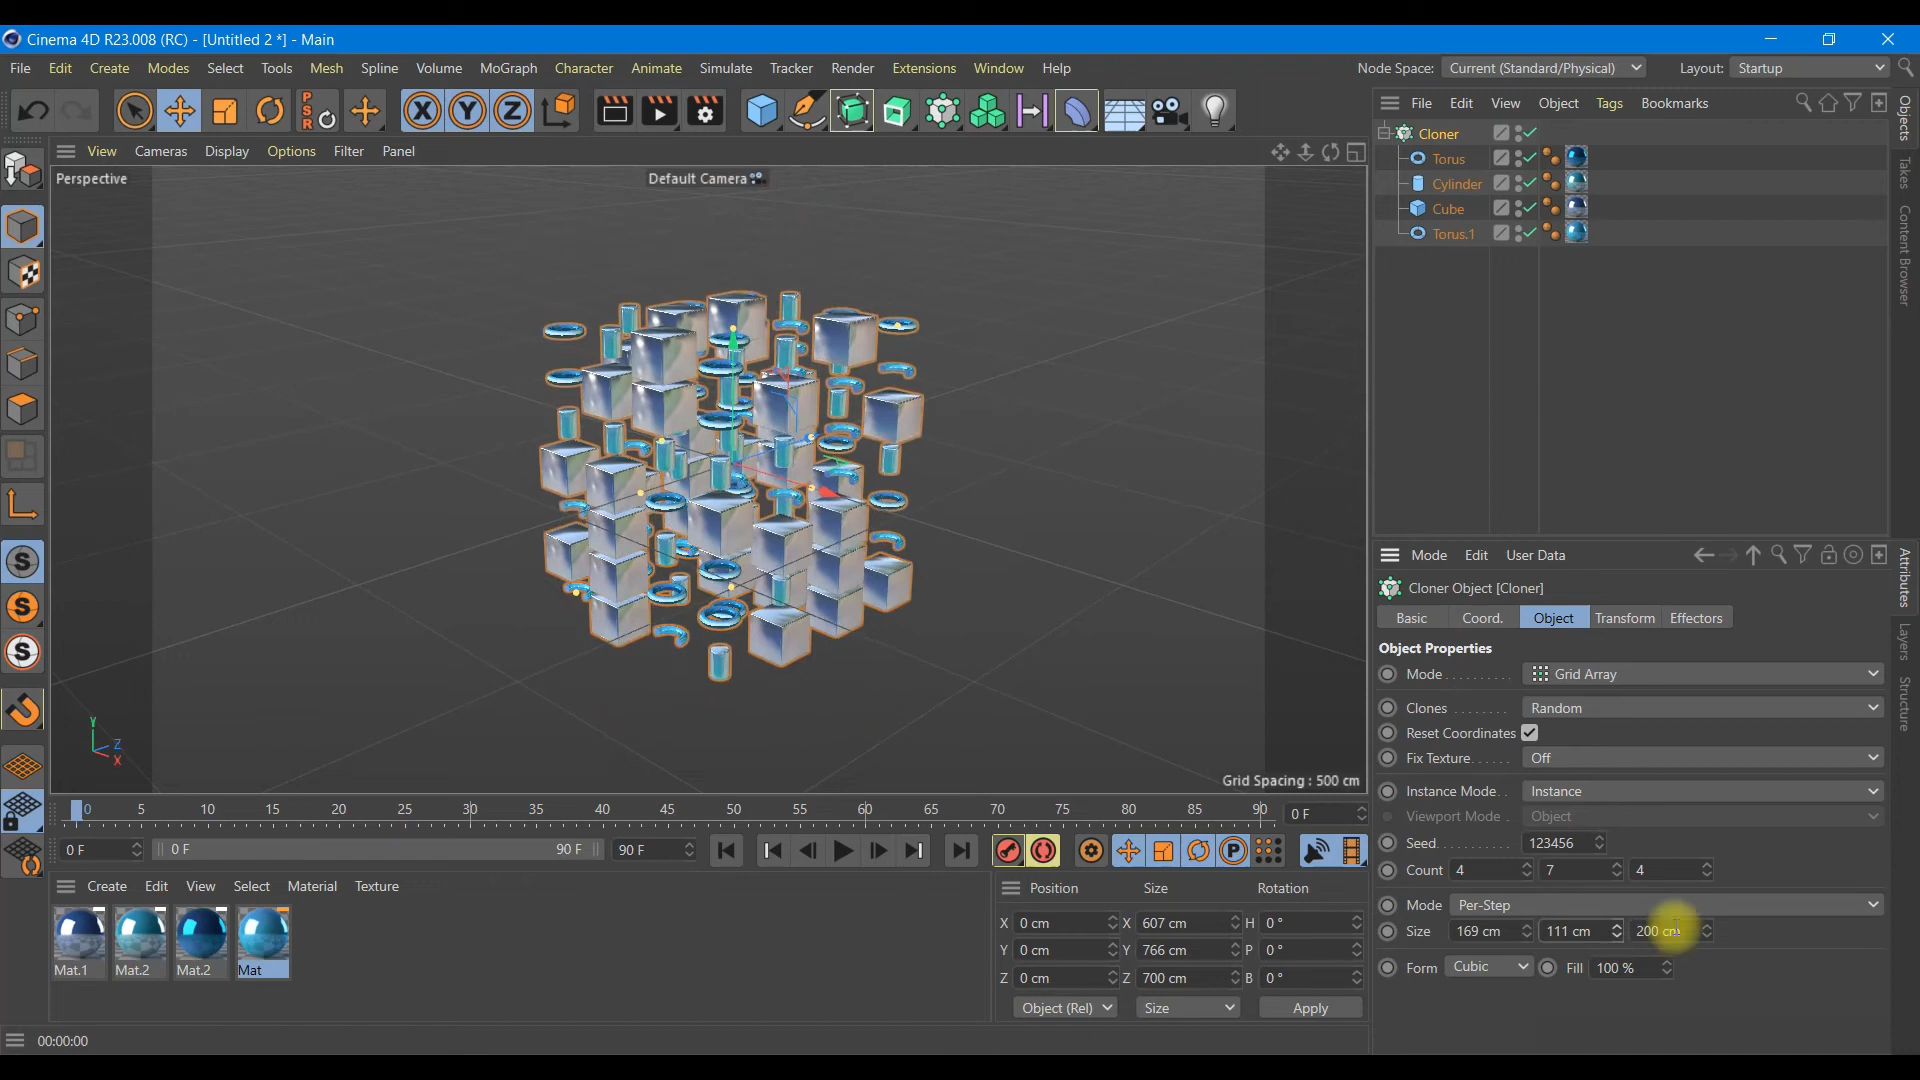 Cinema 4D R23.008 (RC) - [Untitled 2 *] - Main
File Edit Create Modes Select Tools Mesh Spline Volume MoGraph Character Animate Simulate Tracker Render Extensions Window Help
Node Space: Current (Standard/Physical) Layout: Startup
X Y Z
File Edit View Object Tags Bookmarks
Objects
Takes
Content Browser
Cloner
Torus
Cylinder
Cube
Torus.1
View Cameras Display Options Filter Panel
Perspective
Default Camera
Grid Spacing : 500 cm
Y
Z
X
Mode Edit User Data
Attributes
Layers
Structure
Cloner Object [Cloner]
Basic Coord. Object Transform Effectors
Object Properties
Mode . . . . . . . . . . Grid Array
Clones . . . . . . . . Random
Reset Coordinates
Fix Texture . . . . . . Off
Instance Mode. . Instance
Viewport Mode . Object
Seed. . . . . . . . . . . 123456
Count 4 7 4
Mode Per-Step
Size 169 cm 111 cm 200 cm
Form Cubic Fill 100 %
0 5 10 15 20 25 30 35 40 45 50 55 60 65 70 75 80 85 90 0 F
0 F 0 F 90 F 90 F
Create Edit View Select Material Texture
Mat.1 Mat.2 Mat.2 Mat
Position Size Rotation
X 0 cm X 607 cm H 0 °
Y 0 cm Y 766 cm P 0 °
Z 0 cm Z 700 cm B 0 °
Object (Rel) Size Apply
00:00:00